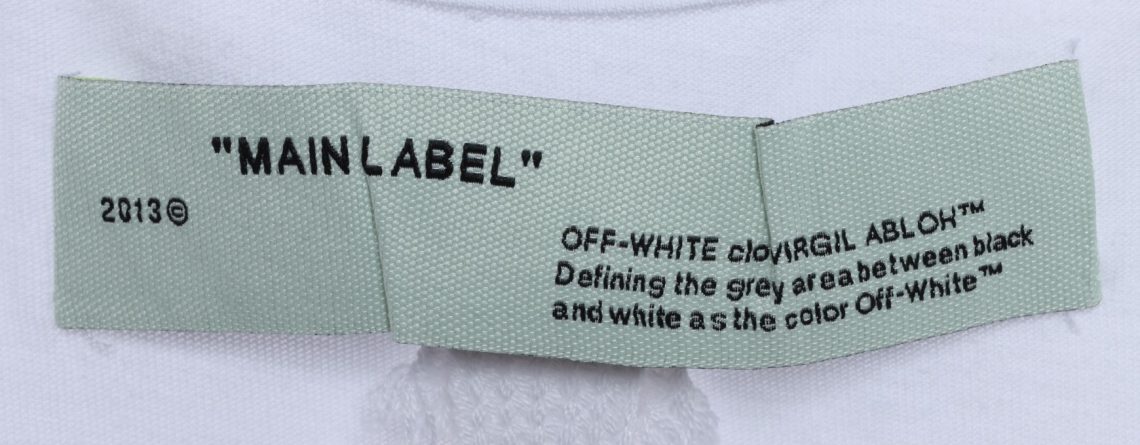 "MAIN LABEL"
2013©
OFF-WHITE c/o VIRGIL ABLOH™
Defining the grey area between black
and white as the color Off-White™